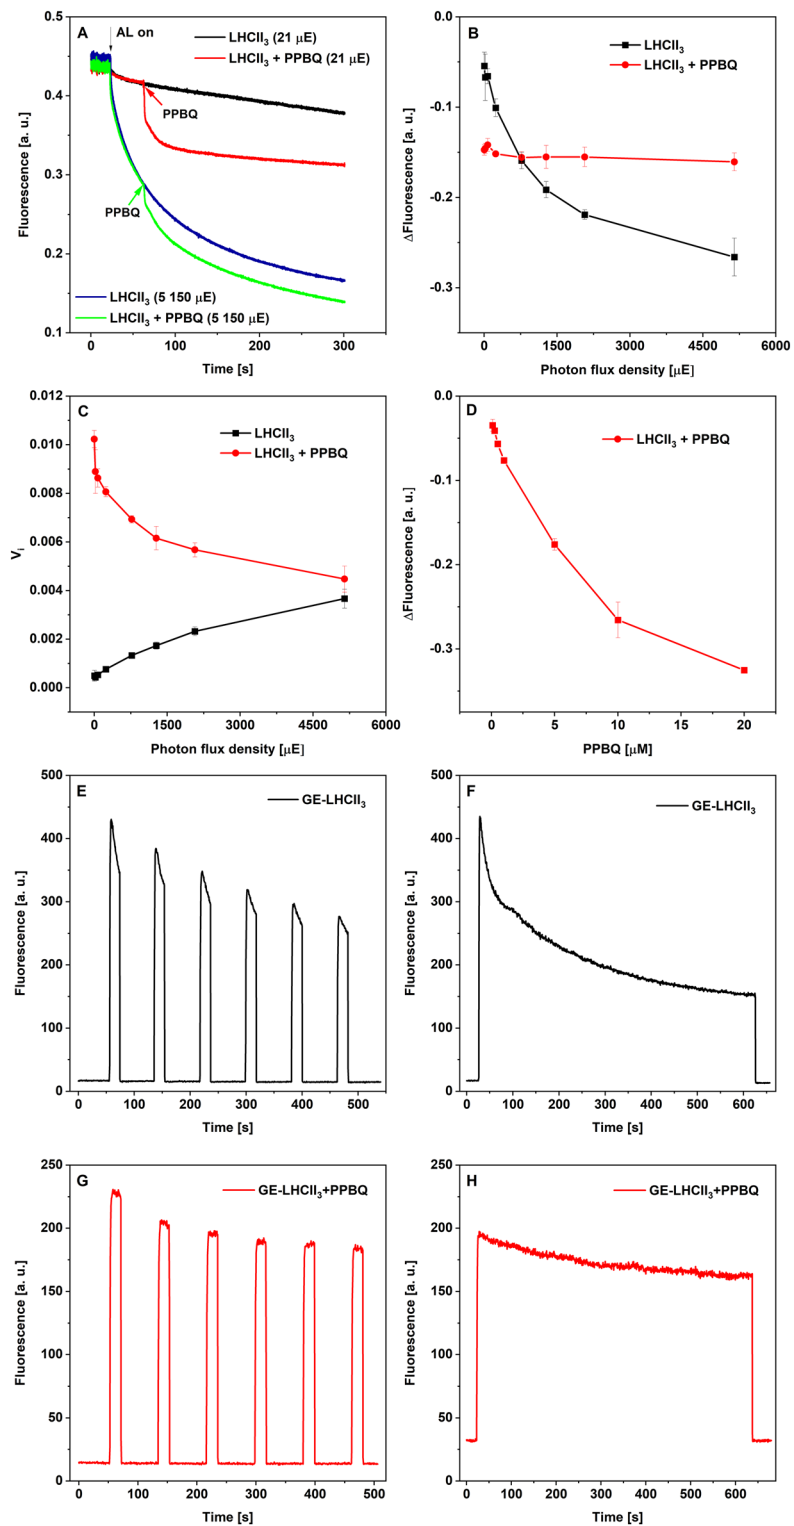 A
AL on
LHCII₃ (21 µE)
LHCII₃ + PPBQ (21 µE)
PPBQ
PPBQ
LHCII₃ (5 150 µE)
LHCII₃ + PPBQ (5 150 µE)
Fluorescence [a. u.]
0.5
0.4
0.3
0.2
0.1
0 100 200 300
Time [s]
B
LHCII₃
LHCII₃ + PPBQ
ΔFluorescence [a. u.]
-0.0
-0.1
-0.2
-0.3
0 1500 3000 4500 6000
Photon flux density [µE]
C
LHCII₃
LHCII₃ + PPBQ
Vᵢ
0.012
0.010
0.008
0.006
0.004
0.002
0.000
0 1500 3000 4500 6000
Photon flux density [µE]
D
LHCII₃ + PPBQ
ΔFluorescence [a. u.]
-0.0
-0.1
-0.2
-0.3
0 5 10 15 20
PPBQ [µM]
E
GE-LHCII₃
Fluorescence [a. u.]
500
400
300
200
100
0
0 100 200 300 400 500
Time [s]
F
GE-LHCII₃
Fluorescence [a. u.]
500
400
300
200
100
0
0 100 200 300 400 500 600
Time [s]
G
GE-LHCII₃+PPBQ
Fluorescence [a. u.]
250
200
150
100
50
0
0 100 200 300 400 500
Time [s]
H
GE-LHCII₃+PPBQ
Fluorescence [a. u.]
250
200
150
100
50
0
0 100 200 300 400 500 600
Time [s]